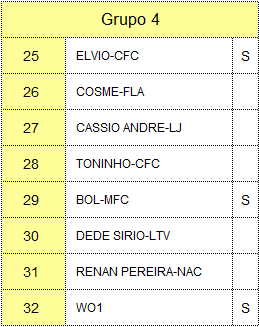 Grupo 4
25 ELVIO-CFC S
26 COSME-FLA
27 CASSIO ANDRE-LJ
28 TONINHO-CFC
29 BOL-MFC S
30 DEDE SIRIO-LTV
31 RENAN PEREIRA-NAC
32 WO1 S